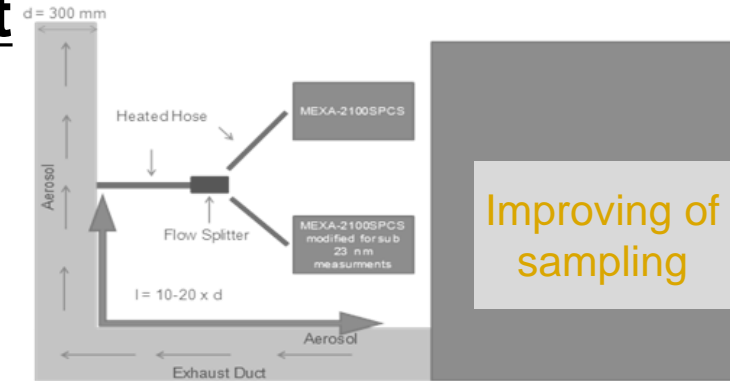 t
d = 300 mm
Heated Hose
MEXA-2100SPCS
Aerosol
Flow Splitter
MEXA-2100SPCS
modified for sub
23 nm
measurments
l = 10-20 x d
Aerosol
Exhaust Duct
Improving of
sampling